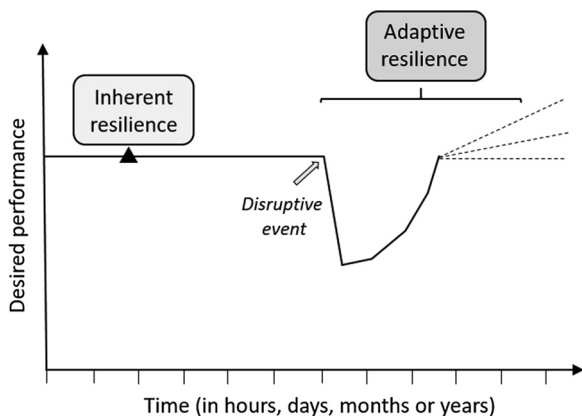 Adaptive
resilience
Inherent
resilience
Disruptive
event
Desired performance
Time (in hours, days, months or years)